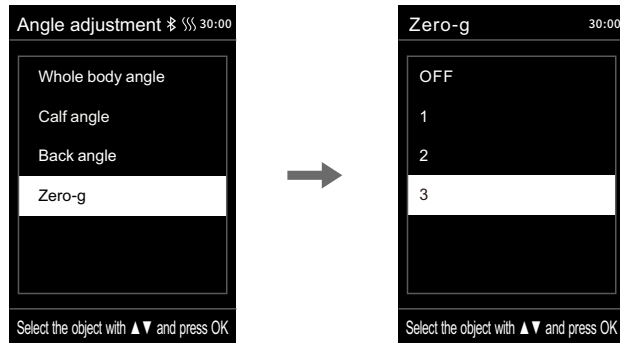 Angle adjustment 30:00
Whole body angle
Calf angle
Back angle
Zero-g
Select the object with ▲▼ and press OK
Zero-g 30:00
OFF
1
2
3
Select the object with ▲▼ and press OK